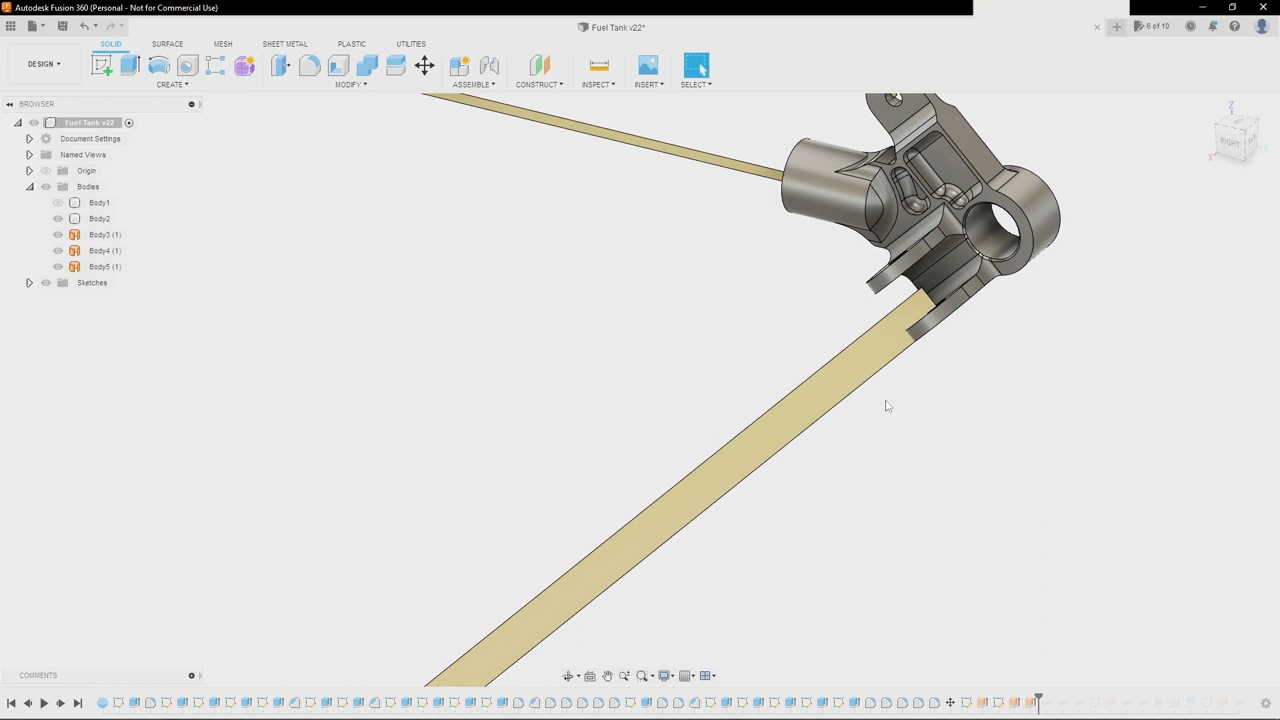 Autodesk Fusion 360 (Personal - Not for Commercial Use)
Fuel Tank v22*
6 of 10
SOLID SURFACE MESH SHEET METAL PLASTIC UTILITIES
DESIGN
CREATE MODIFY ASSEMBLE CONSTRUCT INSPECT INSERT SELECT
BROWSER
Fuel Tank v22
Document Settings
Named Views
Origin
Bodies
Body1
Body2
Body3 (1)
Body4 (1)
Body5 (1)
Sketches
Z
RIGHT
X
COMMENTS